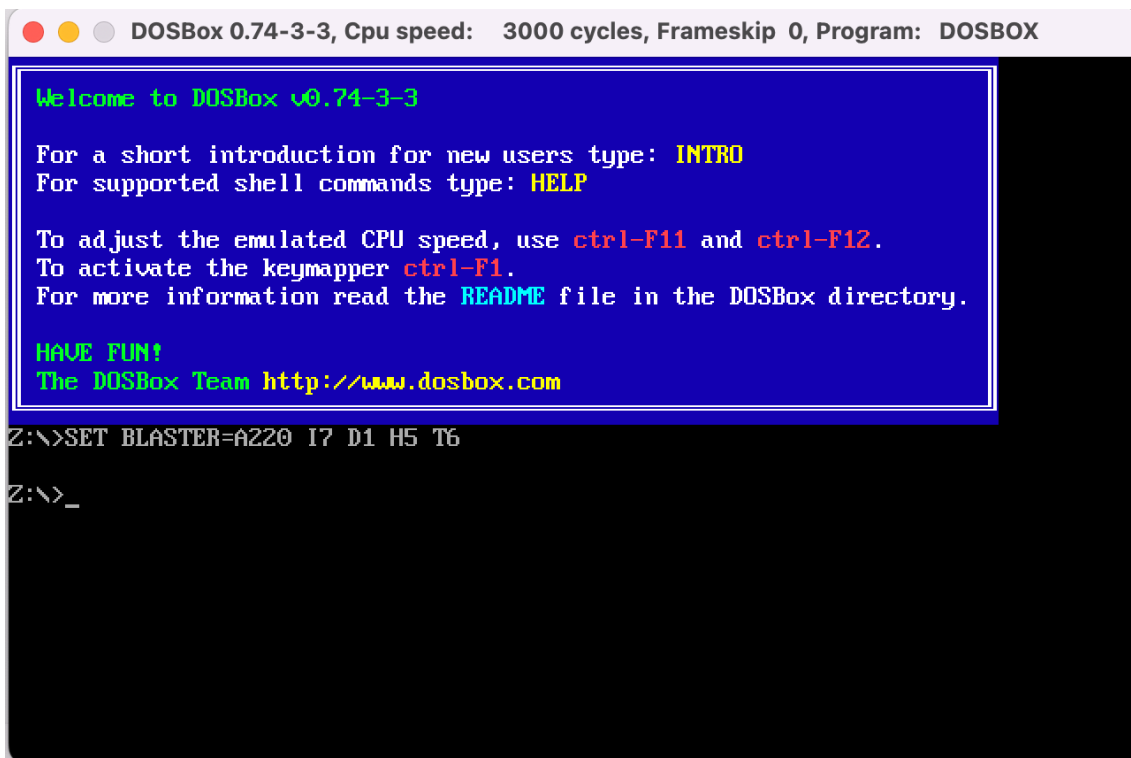 DOSBox 0.74-3-3, Cpu speed: 3000 cycles, Frameskip 0, Program: DOSBOX
Welcome to DOSBox v0.74-3-3
For a short introduction for new users type: INTRO
For supported shell commands type: HELP
To adjust the emulated CPU speed, use ctrl-F11 and ctrl-F12.
To activate the keymapper ctrl-F1.
For more information read the README file in the DOSBox directory.
HAVE FUN!
The DOSBox Team http://www.dosbox.com
Z:\>SET BLASTER=A220 I7 D1 H5 T6
Z:\>_